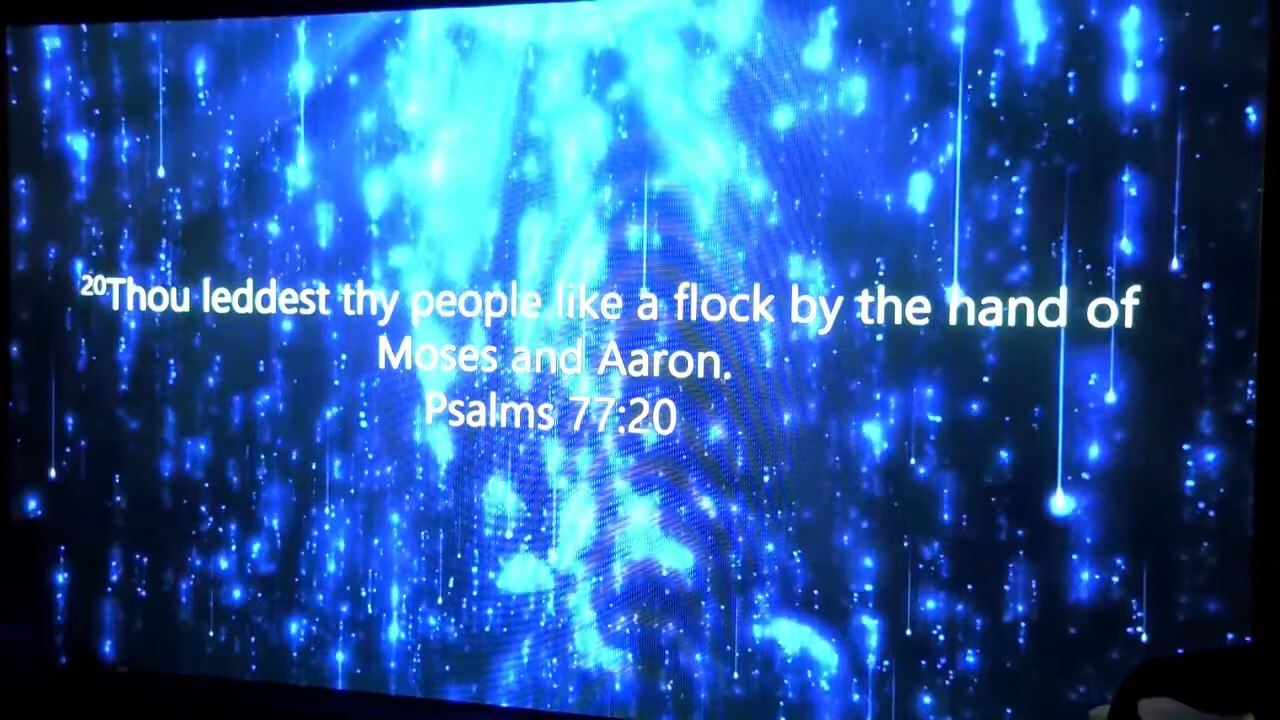 ²⁰Thou leddest thy people like a flock by the hand of
Moses and Aaron.
Psalms 77:20